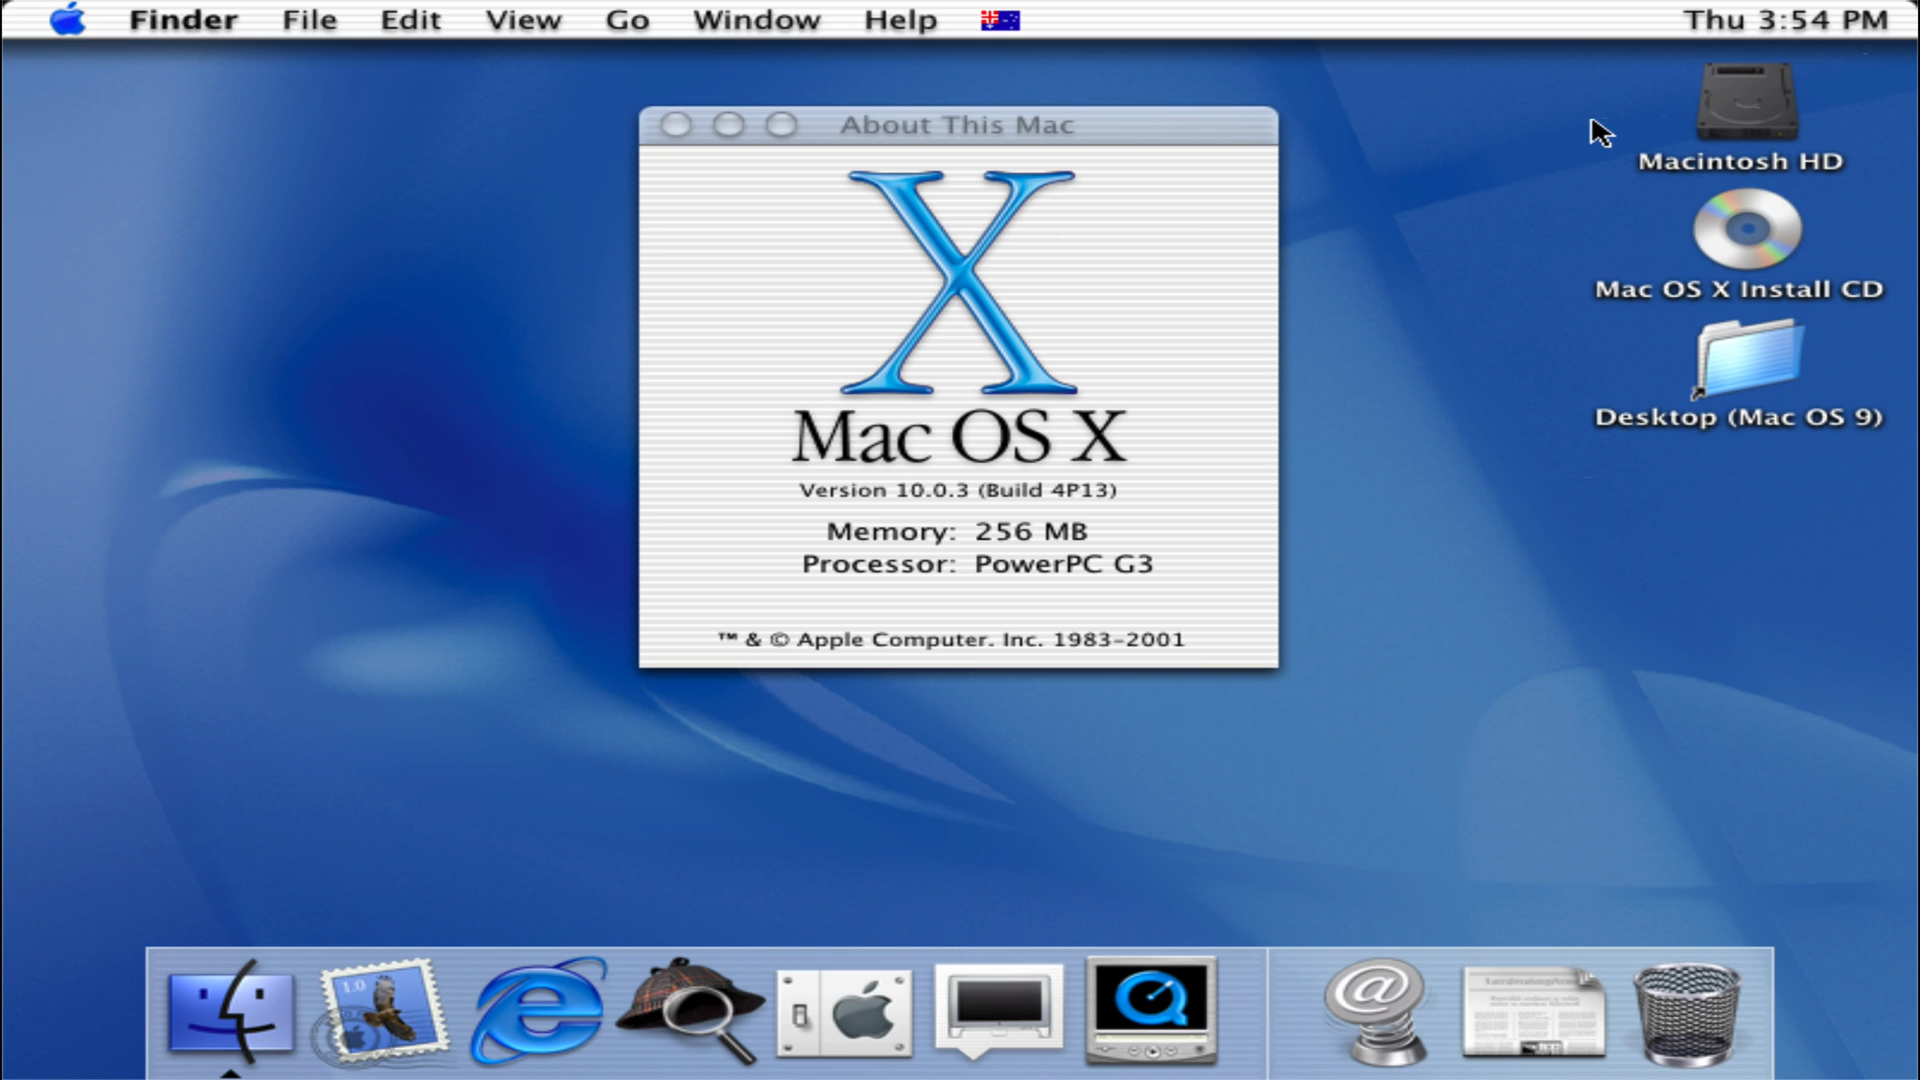 Finder File Edit View Go Window Help Thu 3:54 PM
About This Mac
Mac OS X
Version 10.0.3 (Build 4P13)
Memory: 256 MB
Processor: PowerPC G3
™ & © Apple Computer. Inc. 1983-2001
Macintosh HD
Mac OS X Install CD
Desktop (Mac OS 9)
1.0
@